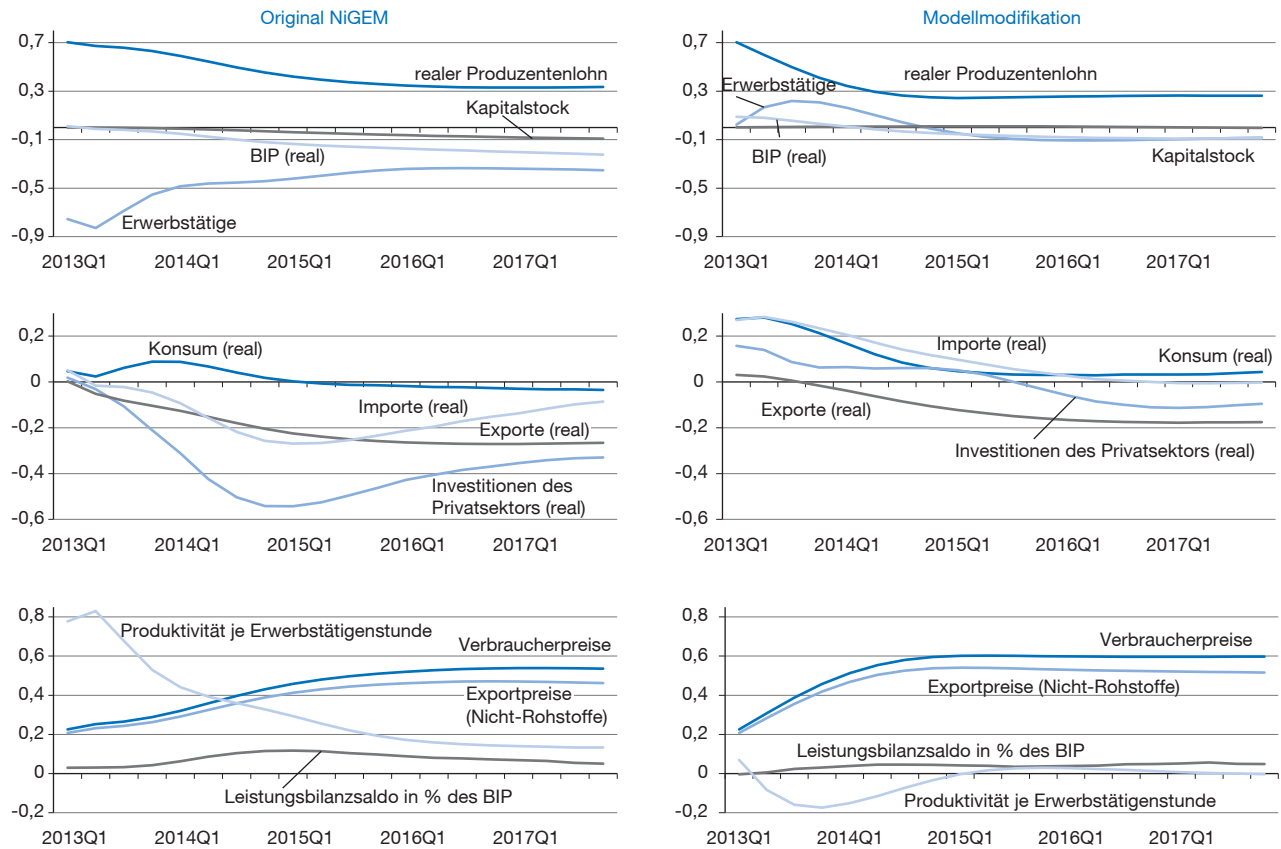 Original NiGEM
0,7
0,3
-0,1
-0,5
-0,9
realer Produzentenlohn
Kapitalstock
BIP (real)
Erwerbstätige
2013Q1 2014Q1 2015Q1 2016Q1 2017Q1
Modellmodifikation
0,7
0,3
-0,1
-0,5
-0,9
realer Produzentenlohn
Erwerbstätige
BIP (real)
Kapitalstock
2013Q1 2014Q1 2015Q1 2016Q1 2017Q1
0,2
0
-0,2
-0,4
-0,6
Konsum (real)
Importe (real)
Exporte (real)
Investitionen des
Privatsektors (real)
2013Q1 2014Q1 2015Q1 2016Q1 2017Q1
0,2
0
-0,2
-0,4
-0,6
Importe (real)
Konsum (real)
Exporte (real)
Investitionen des Privatsektors (real)
2013Q1 2014Q1 2015Q1 2016Q1 2017Q1
0,8
0,6
0,4
0,2
0
-0,2
Produktivität je Erwerbstätigenstunde
Verbraucherpreise
Exportpreise
(Nicht-Rohstoffe)
Leistungsbilanzsaldo in % des BIP
2013Q1 2014Q1 2015Q1 2016Q1 2017Q1
0,8
0,6
0,4
0,2
0
-0,2
Verbraucherpreise
Exportpreise (Nicht-Rohstoffe)
Leistungsbilanzsaldo in % des BIP
Produktivität je Erwerbstätigenstunde
2013Q1 2014Q1 2015Q1 2016Q1 2017Q1